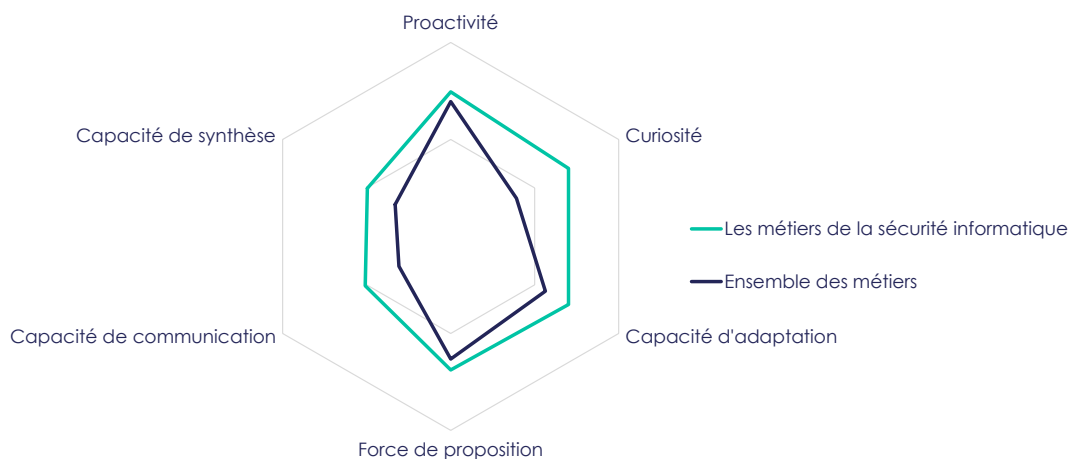 Proactivité
Capacité de synthèse
Curiosité
Les métiers de la sécurité informatique
Ensemble des métiers
Capacité de communication
Capacité d'adaptation
Force de proposition